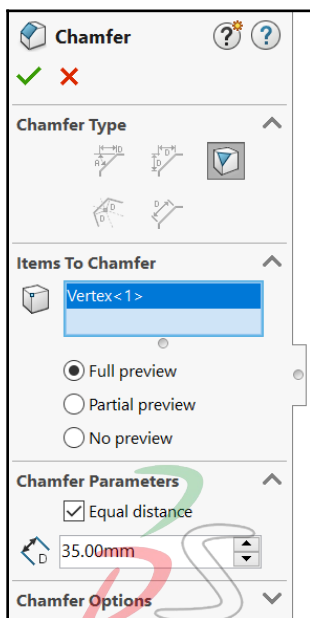 Chamfer
Chamfer Type
Items To Chamfer
Vertex<1>
Full preview
Partial preview
No preview
Chamfer Parameters
Equal distance
35.00mm
Chamfer Options